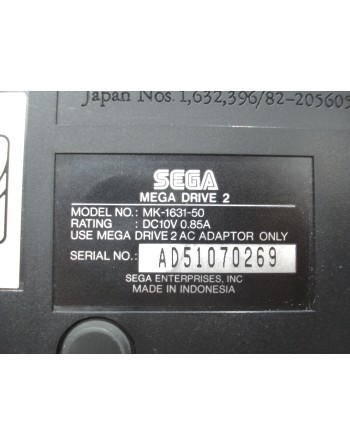 Japan Nos. 1,632,396/82-205605
SEGA
MEGA DRIVE 2
MODEL NO.: MK-1631-50
RATING : DC10V 0.85A
USE MEGA DRIVE 2 AC ADAPTOR ONLY
SERIAL NO.: AD51070269
SEGA ENTERPRISES, INC
MADE IN INDONESIA